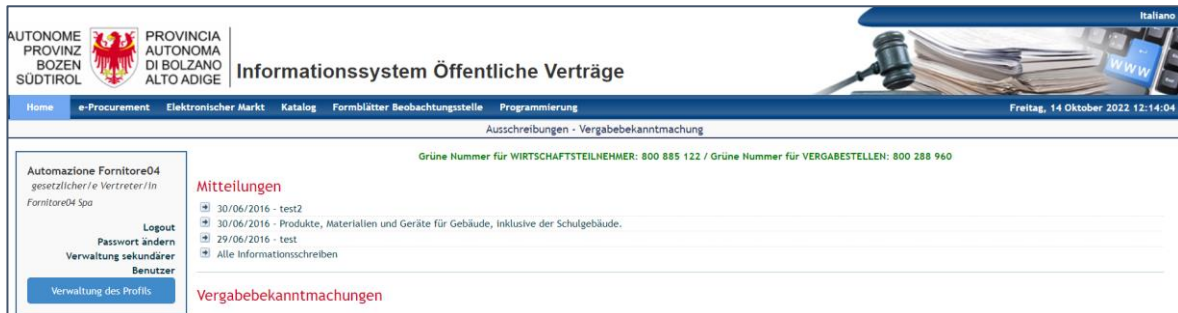 Italiano
AUTONOME
PROVINZ
BOZEN
SÜDTIROL
PROVINCIA
AUTONOMA
DI BOLZANO
ALTO ADIGE
Informationssystem Öffentliche Verträge
WWW
Home e-Procurement Elektronischer Markt Katalog Formblätter Beobachtungsstelle Programmierung Freitag, 14 Oktober 2022 12:14:04
Ausschreibungen - Vergabebekanntmachung
Grüne Nummer für WIRTSCHAFTSTEILNEHMER: 800 885 122 / Grüne Nummer für VERGABESTELLEN: 800 288 960
Automazione Fornitore04
gesetzlicher/e Vertreter/in
Fornitore04 Spa
Logout
Passwort ändern
Verwaltung sekundärer
Benutzer
Verwaltung des Profils
Mitteilungen
30/06/2016 - test2
30/06/2016 - Produkte, Materialien und Geräte für Gebäude, inklusive der Schulgebäude.
29/06/2016 - test
Alle Informationsschreiben
Vergabebekanntmachungen